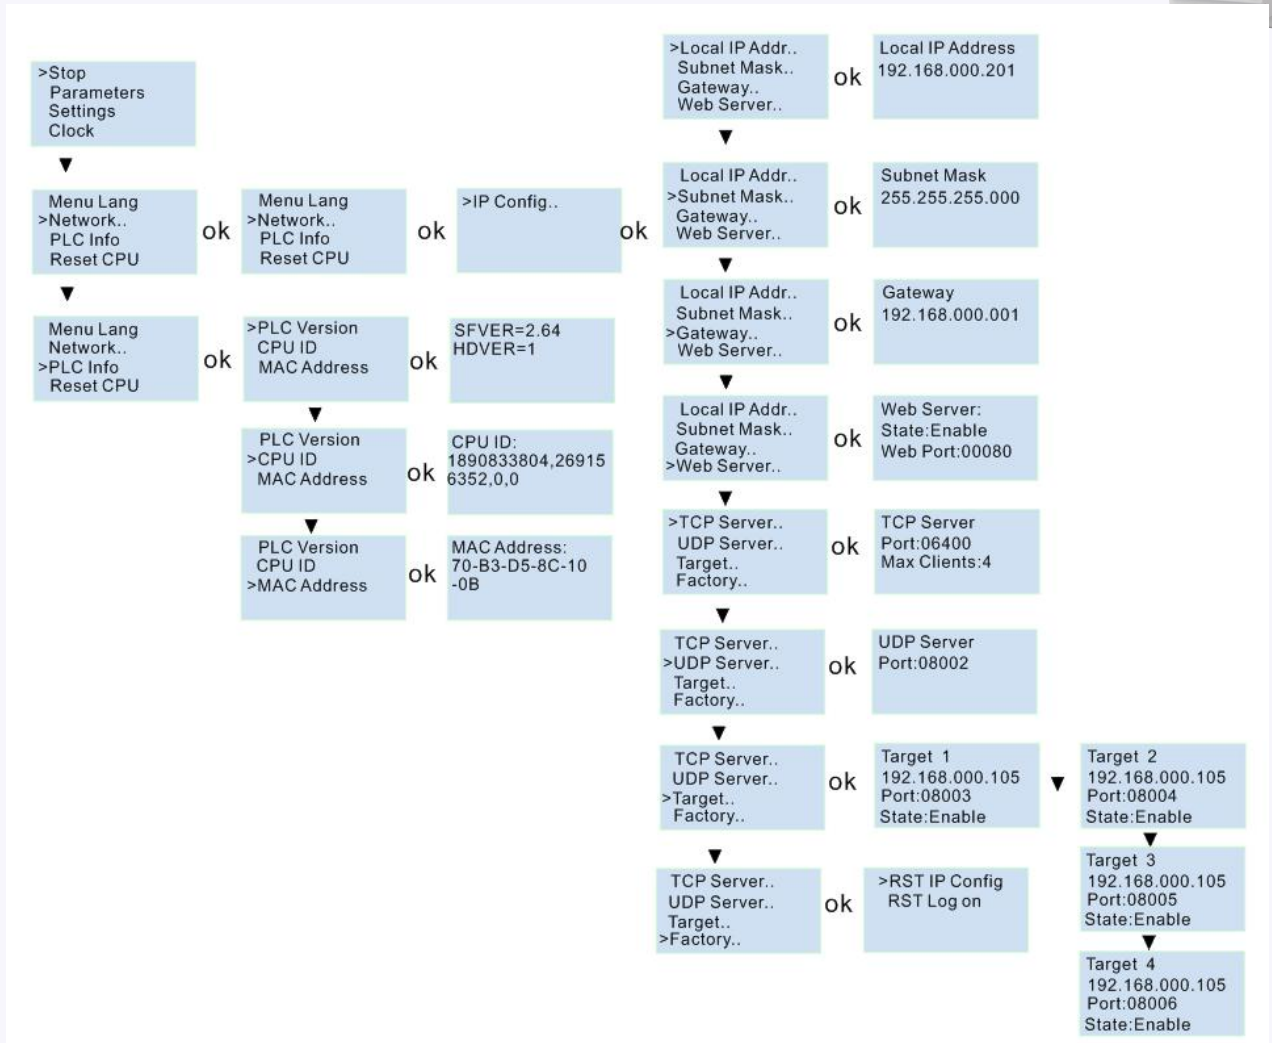 >Stop
Parameters
Settings
Clock
Menu Lang
>Network..
PLC Info
Reset CPU
ok
Menu Lang
>Network..
PLC Info
Reset CPU
ok
>IP Config..
ok
Menu Lang
Network..
>PLC Info
Reset CPU
ok
>PLC Version
CPU ID
MAC Address
ok
SFVER=2.64
HDVER=1
PLC Version
>CPU ID
MAC Address
ok
CPU ID:
1890833804,26915
6352,0,0
PLC Version
CPU ID
>MAC Address
ok
MAC Address:
70-B3-D5-8C-10
-0B
>Local IP Addr..
Subnet Mask..
Gateway..
Web Server..
ok
Local IP Address
192.168.000.201
Local IP Addr..
>Subnet Mask..
Gateway..
Web Server..
ok
Subnet Mask
255.255.255.000
Local IP Addr..
Subnet Mask..
>Gateway..
Web Server..
ok
Gateway
192.168.000.001
Local IP Addr..
Subnet Mask..
Gateway..
>Web Server..
ok
Web Server:
State:Enable
Web Port:00080
>TCP Server..
UDP Server..
Target..
Factory..
ok
TCP Server
Port:06400
Max Clients:4
TCP Server..
>UDP Server..
Target..
Factory..
ok
UDP Server
Port:08002
TCP Server..
UDP Server..
>Target..
Factory..
ok
Target 1
192.168.000.105
Port:08003
State:Enable
Target 2
192.168.000.105
Port:08004
State:Enable
Target 3
192.168.000.105
Port:08005
State:Enable
Target 4
192.168.000.105
Port:08006
State:Enable
TCP Server..
UDP Server..
Target..
>Factory..
ok
>RST IP Config
RST Log on